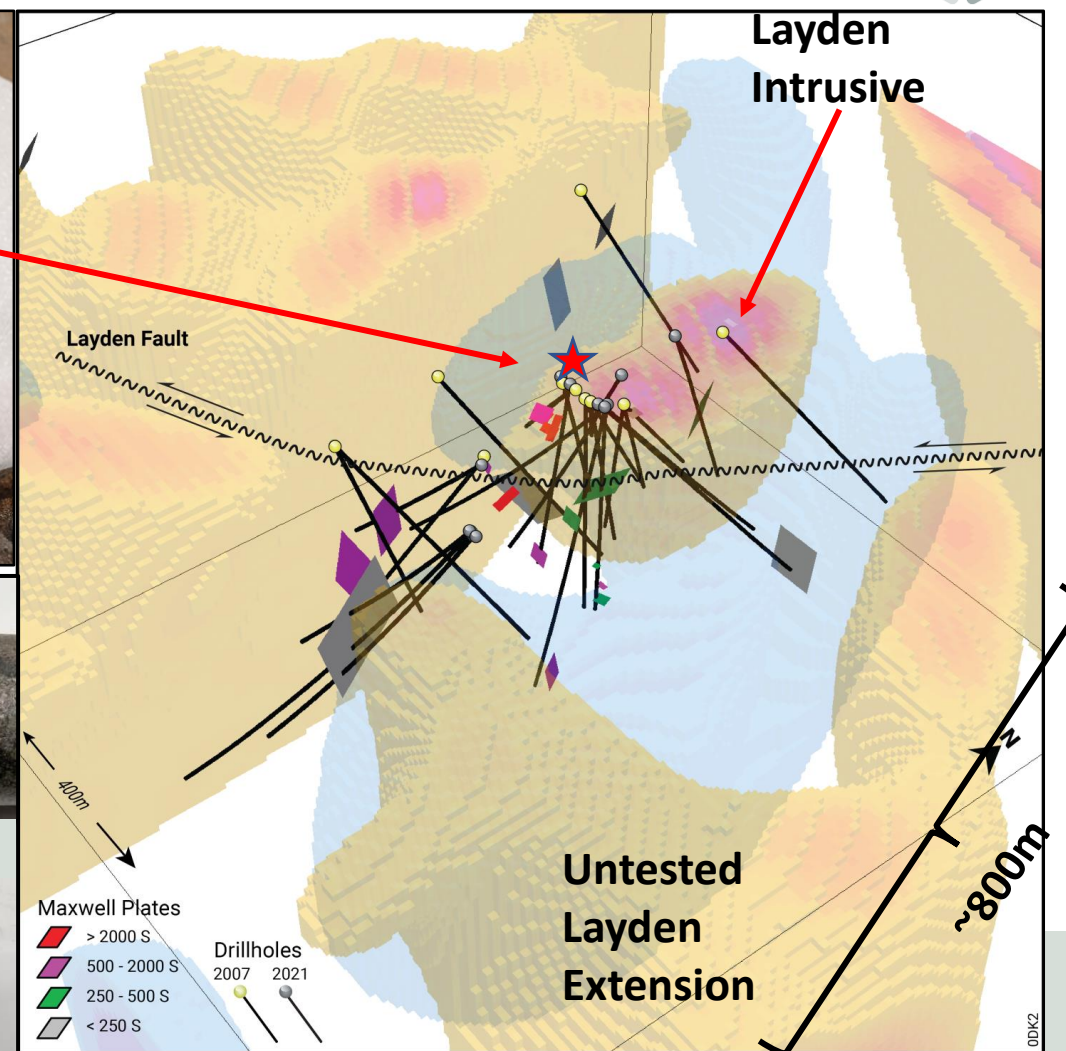 Layden
Intrusive
Layden Fault
N
400m
~800m
Untested
Layden
Extension
Maxwell Plates
> 2000 S
500 - 2000 S
250 - 500 S
< 250 S
Drillholes
2007 2021
0DK2